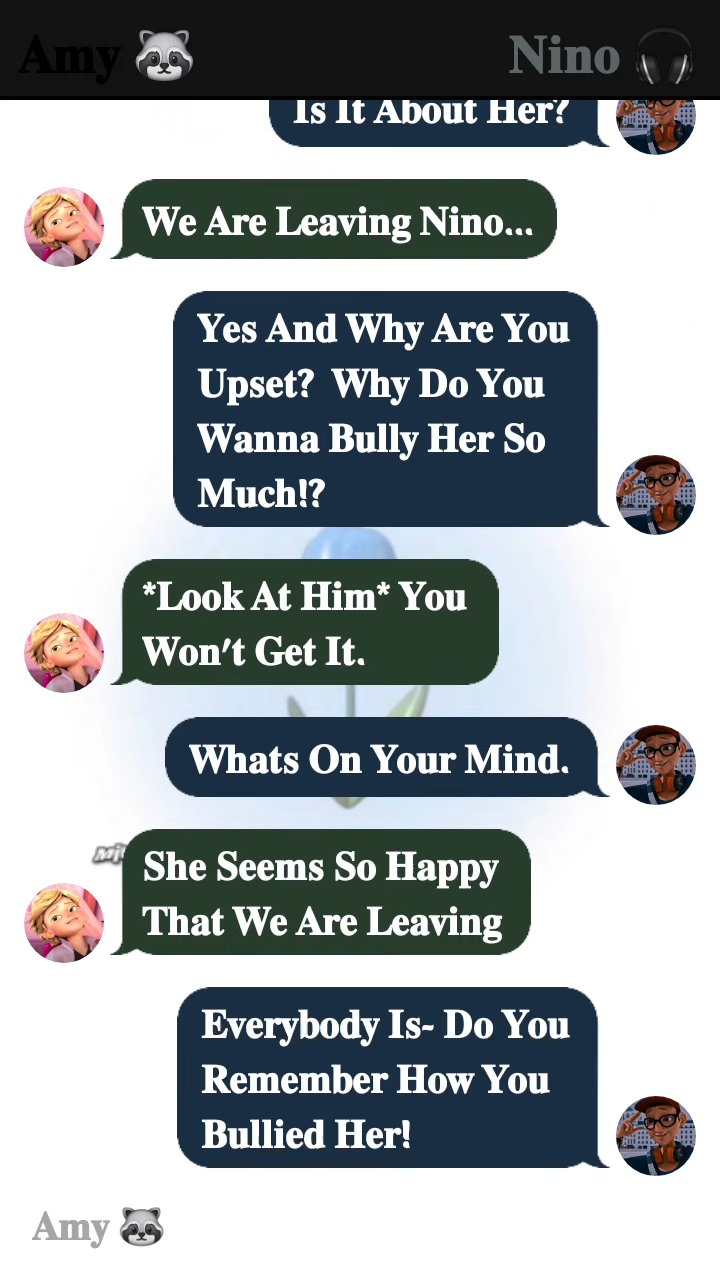 Amy 🦝
Nino 🎧
Is It About Her?
We Are Leaving Nino...
Yes And Why Are You
Upset?  Why Do You
Wanna Bully Her So
Much!?
*Look At Him* You
Won't Get It.
Whats On Your Mind.
She Seems So Happy
That We Are Leaving
Everybody Is- Do You
Remember How You
Bullied Her!
Amy 🦝